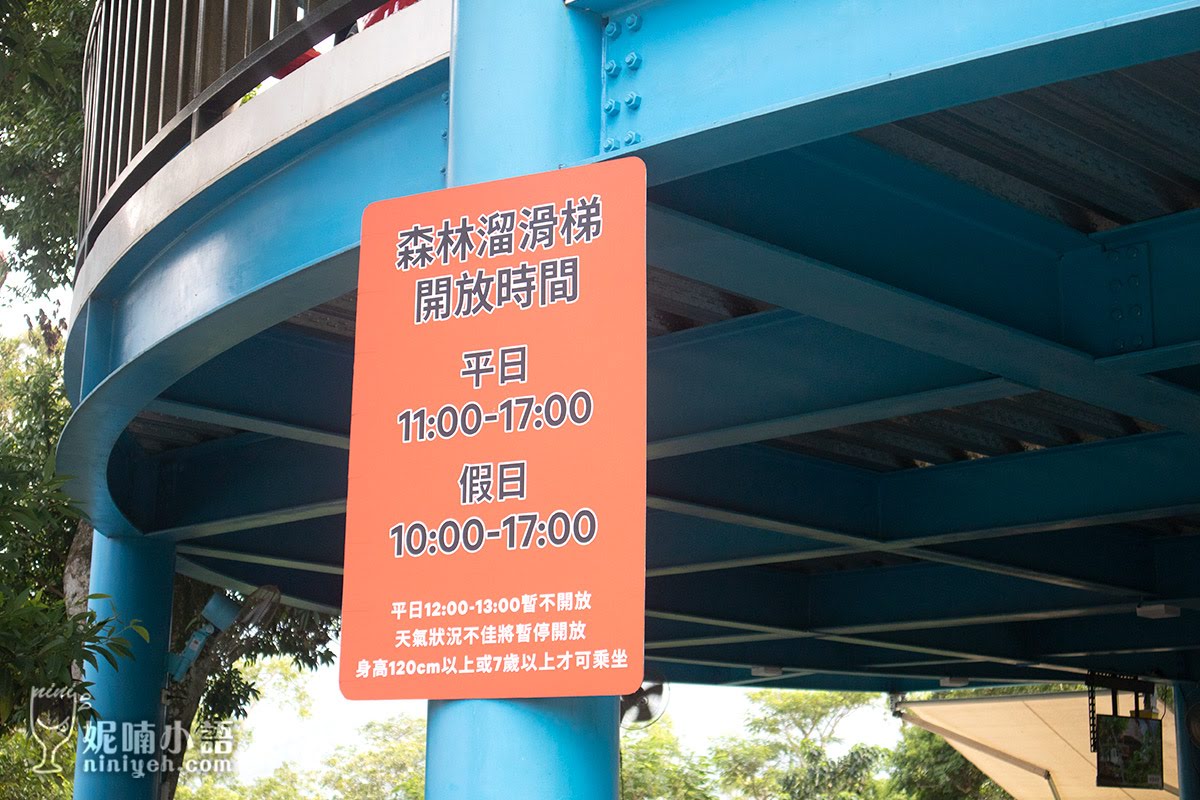 森林溜滑梯
開放時間
平日
11:00-17:00
假日
10:00-17:00
平日12:00-13:00暫不開放
天氣狀況不佳將暫停開放
身高120cm以上或7歲以上才可乘坐
nini
妮喃小語
niniyeh.com